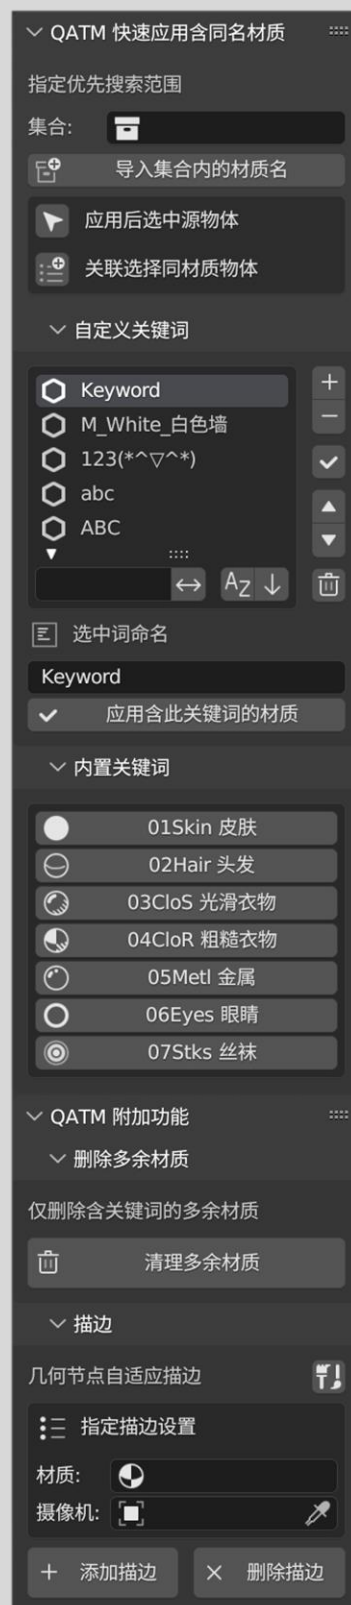 QATM 快速应用含同名材质
指定优先搜索范围
集合:
导入集合内的材质名
应用后选中源物体
关联选择同材质物体
自定义关键词
Keyword
M_White_白色墙
123(*^▽^*)
abc
ABC
选中词命名
Keyword
应用含此关键词的材质
内置关键词
01Skin 皮肤
02Hair 头发
03CloS 光滑衣物
04CloR 粗糙衣物
05Metl 金属
06Eyes 眼睛
07Stks 丝袜
QATM 附加功能
删除多余材质
仅删除含关键词的多余材质
清理多余材质
描边
几何节点自适应描边
指定描边设置
材质:
摄像机:
添加描边 删除描边